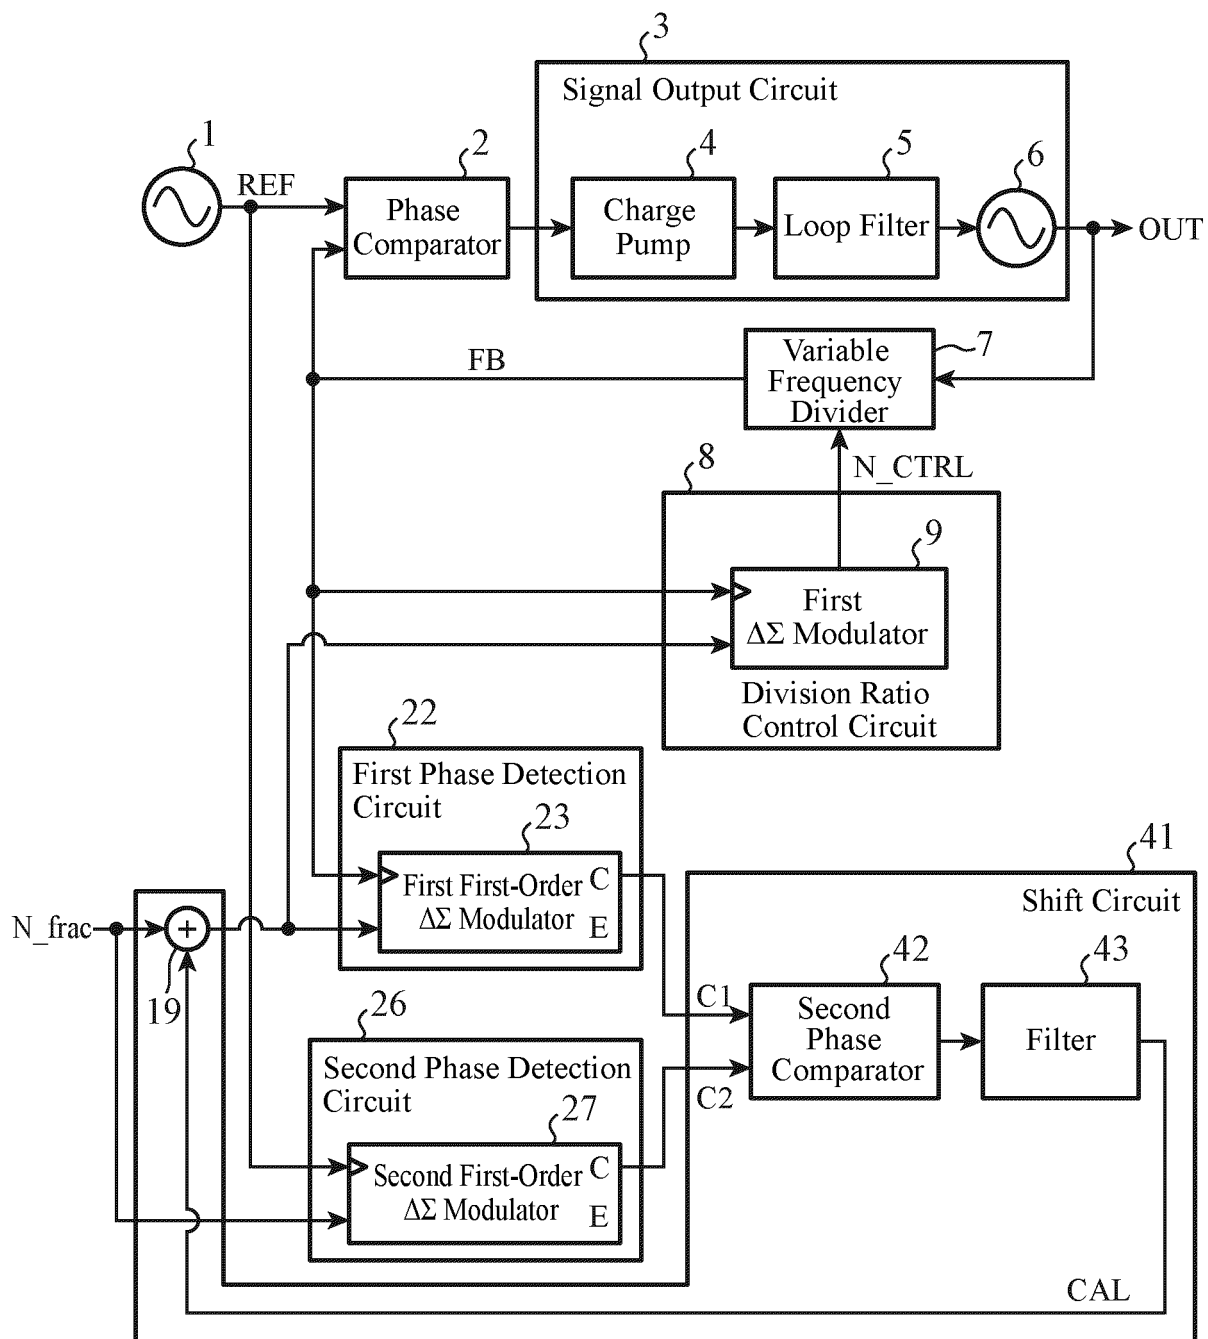 3
Signal Output Circuit
1
2
4
5
6
REF
Phase
Comparator
Charge
Pump
Loop Filter
OUT
7
Variable
Frequency
Divider
FB
8
N_CTRL
9
First
ΔΣ Modulator
Division Ratio
Control Circuit
22
First Phase Detection
Circuit
23
First First-Order
ΔΣ Modulator
C
E
41
Shift Circuit
N_frac
+
19
C1
42
43
Second
Phase
Comparator
Filter
26
Second Phase Detection
Circuit
C2
27
Second First-Order
ΔΣ Modulator
C
E
CAL